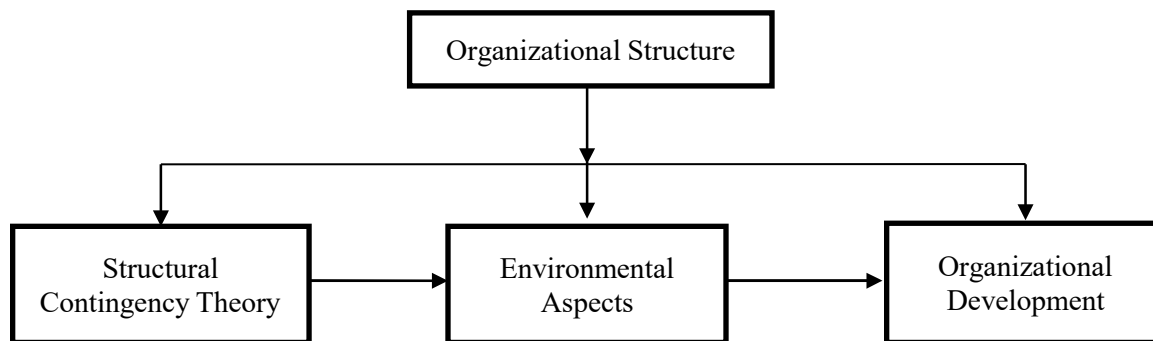 Organizational Structure
Structural
Contingency Theory
Environmental
Aspects
Organizational
Development